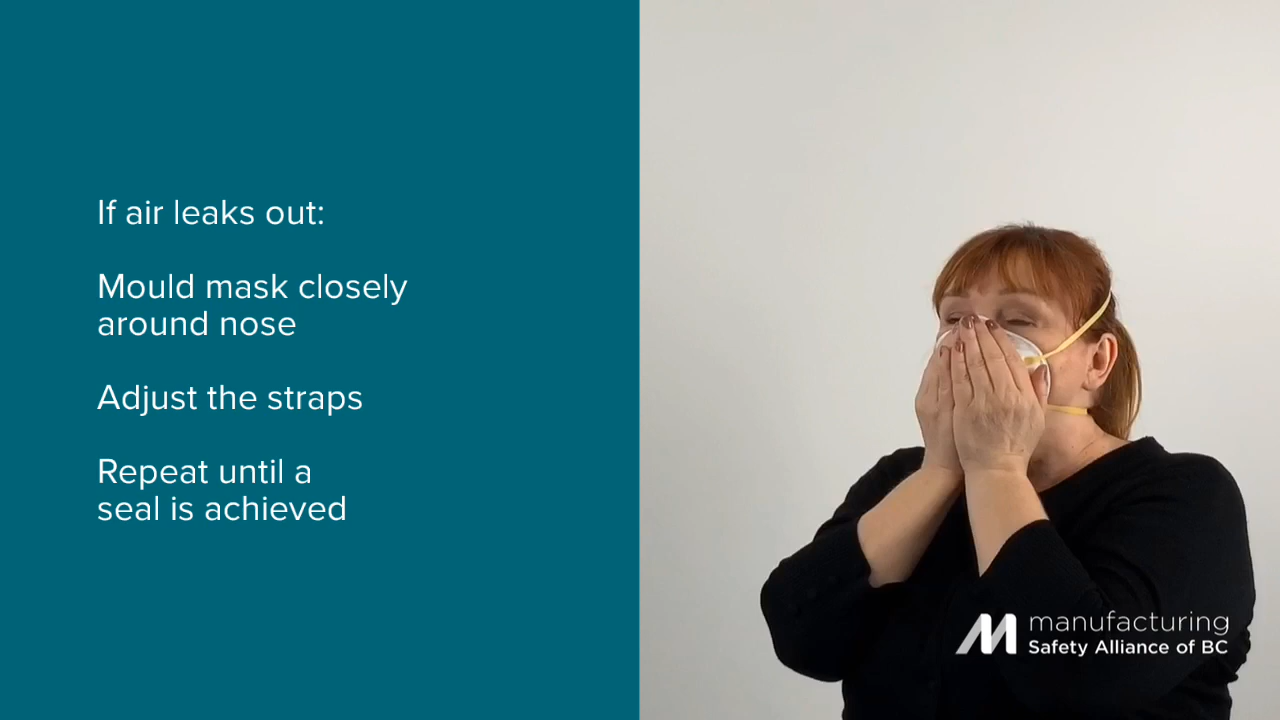 If air leaks out:
Mould mask closely
around nose
Adjust the straps
Repeat until a
seal is achieved
manufacturing
Safety Alliance of BC